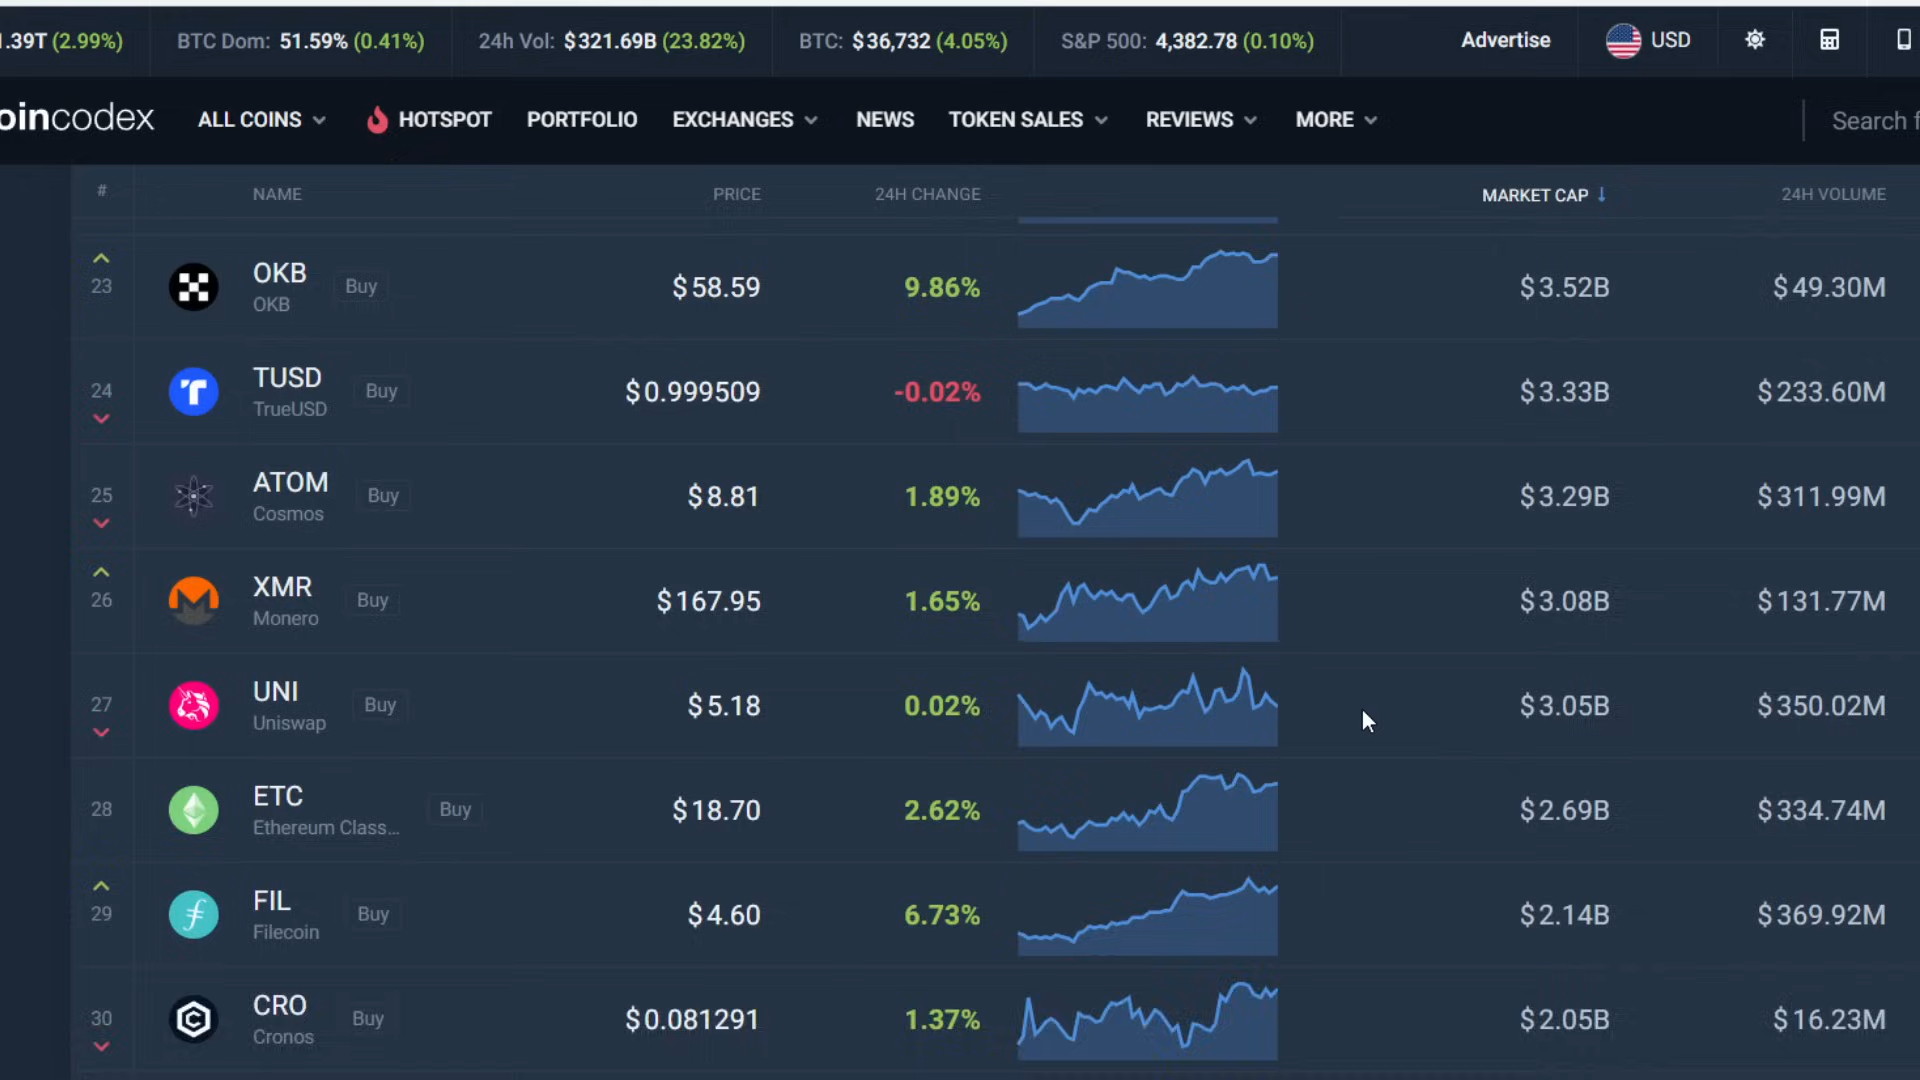 .39T (2.99%) BTC Dom: 51.59% (0.41%) 24h Vol: $321.69B (23.82%) BTC: $36,732 (4.05%) S&P 500: 4,382.78 (0.10%) Advertise USD
oincodex ALL COINS HOTSPOT PORTFOLIO EXCHANGES NEWS TOKEN SALES REVIEWS MORE Search f
# NAME PRICE 24H CHANGE MARKET CAP ↓ 24H VOLUME
23 OKB Buy $58.59 9.86% $3.52B $49.30M
OKB
24 TUSD Buy $0.999509 -0.02% $3.33B $233.60M
TrueUSD
25 ATOM Buy $8.81 1.89% $3.29B $311.99M
Cosmos
26 XMR Buy $167.95 1.65% $3.08B $131.77M
Monero
27 UNI Buy $5.18 0.02% $3.05B $350.02M
Uniswap
28 ETC Buy $18.70 2.62% $2.69B $334.74M
Ethereum Class...
29 FIL Buy $4.60 6.73% $2.14B $369.92M
Filecoin
30 CRO Buy $0.081291 1.37% $2.05B $16.23M
Cronos